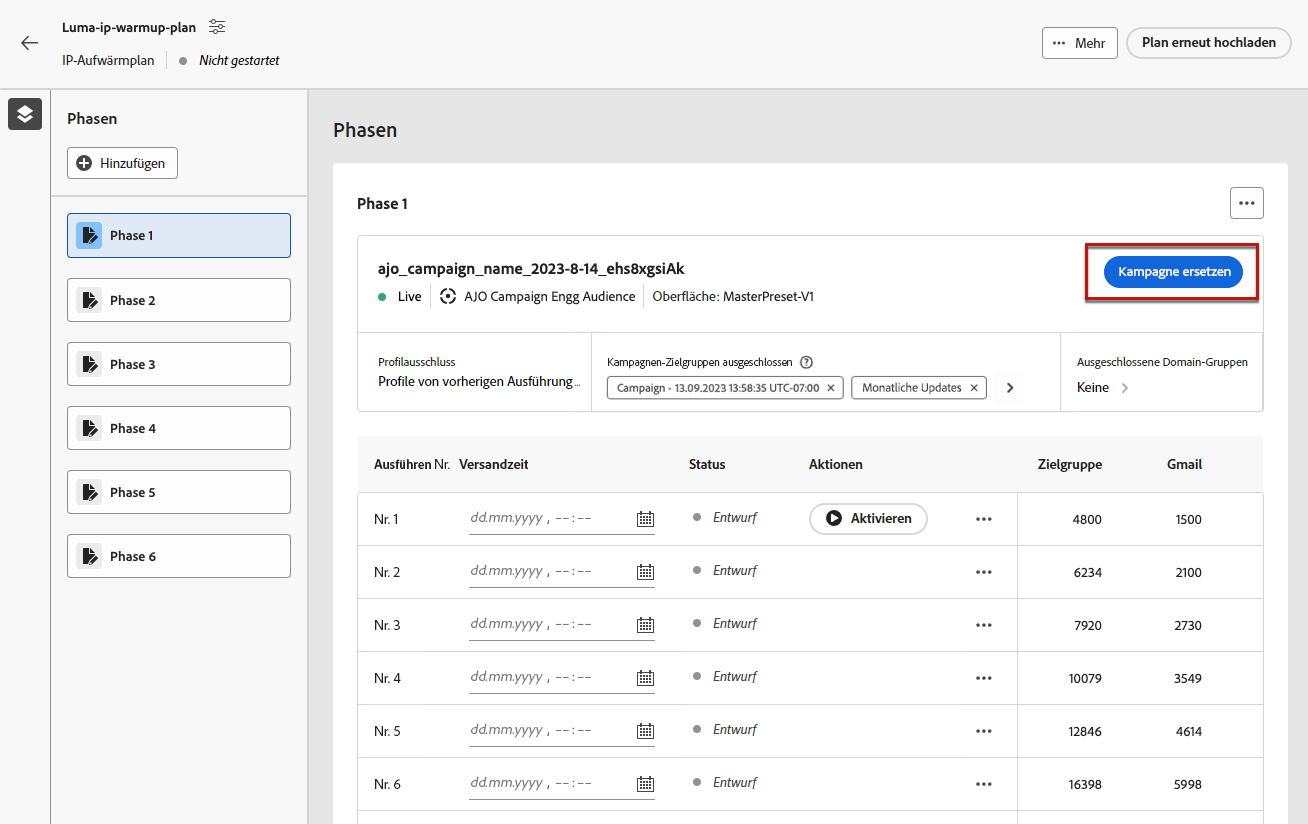 Luma-ip-warmup-plan
IP-Aufwärmplan Nicht gestartet
Mehr
Plan erneut hochladen
Phasen
Hinzufügen
Phase 1
Phase 2
Phase 3
Phase 4
Phase 5
Phase 6
Phasen
Phase 1
ajo_campaign_name_2023-8-14_ehs8xgsiAk
Live AJO Campaign Engg Audience Oberfläche: MasterPreset-V1
Kampagne ersetzen
Profilausschluss
Profile von vorherigen Ausführung...
Kampagnen-Zielgruppen ausgeschlossen
Campaign - 13.09.2023 13:58:35 UTC-07:00 Monatliche Updates
Ausgeschlossene Domain-Gruppen
Keine
Ausführen Nr. Versandzeit Status Aktionen Zielgruppe Gmail
Nr. 1 dd.mm.yyyy , --:-- Entwurf Aktivieren 4800 1500
Nr. 2 dd.mm.yyyy , --:-- Entwurf 6234 2100
Nr. 3 dd.mm.yyyy , --:-- Entwurf 7920 2730
Nr. 4 dd.mm.yyyy , --:-- Entwurf 10079 3549
Nr. 5 dd.mm.yyyy , --:-- Entwurf 12846 4614
Nr. 6 dd.mm.yyyy , --:-- Entwurf 16398 5998